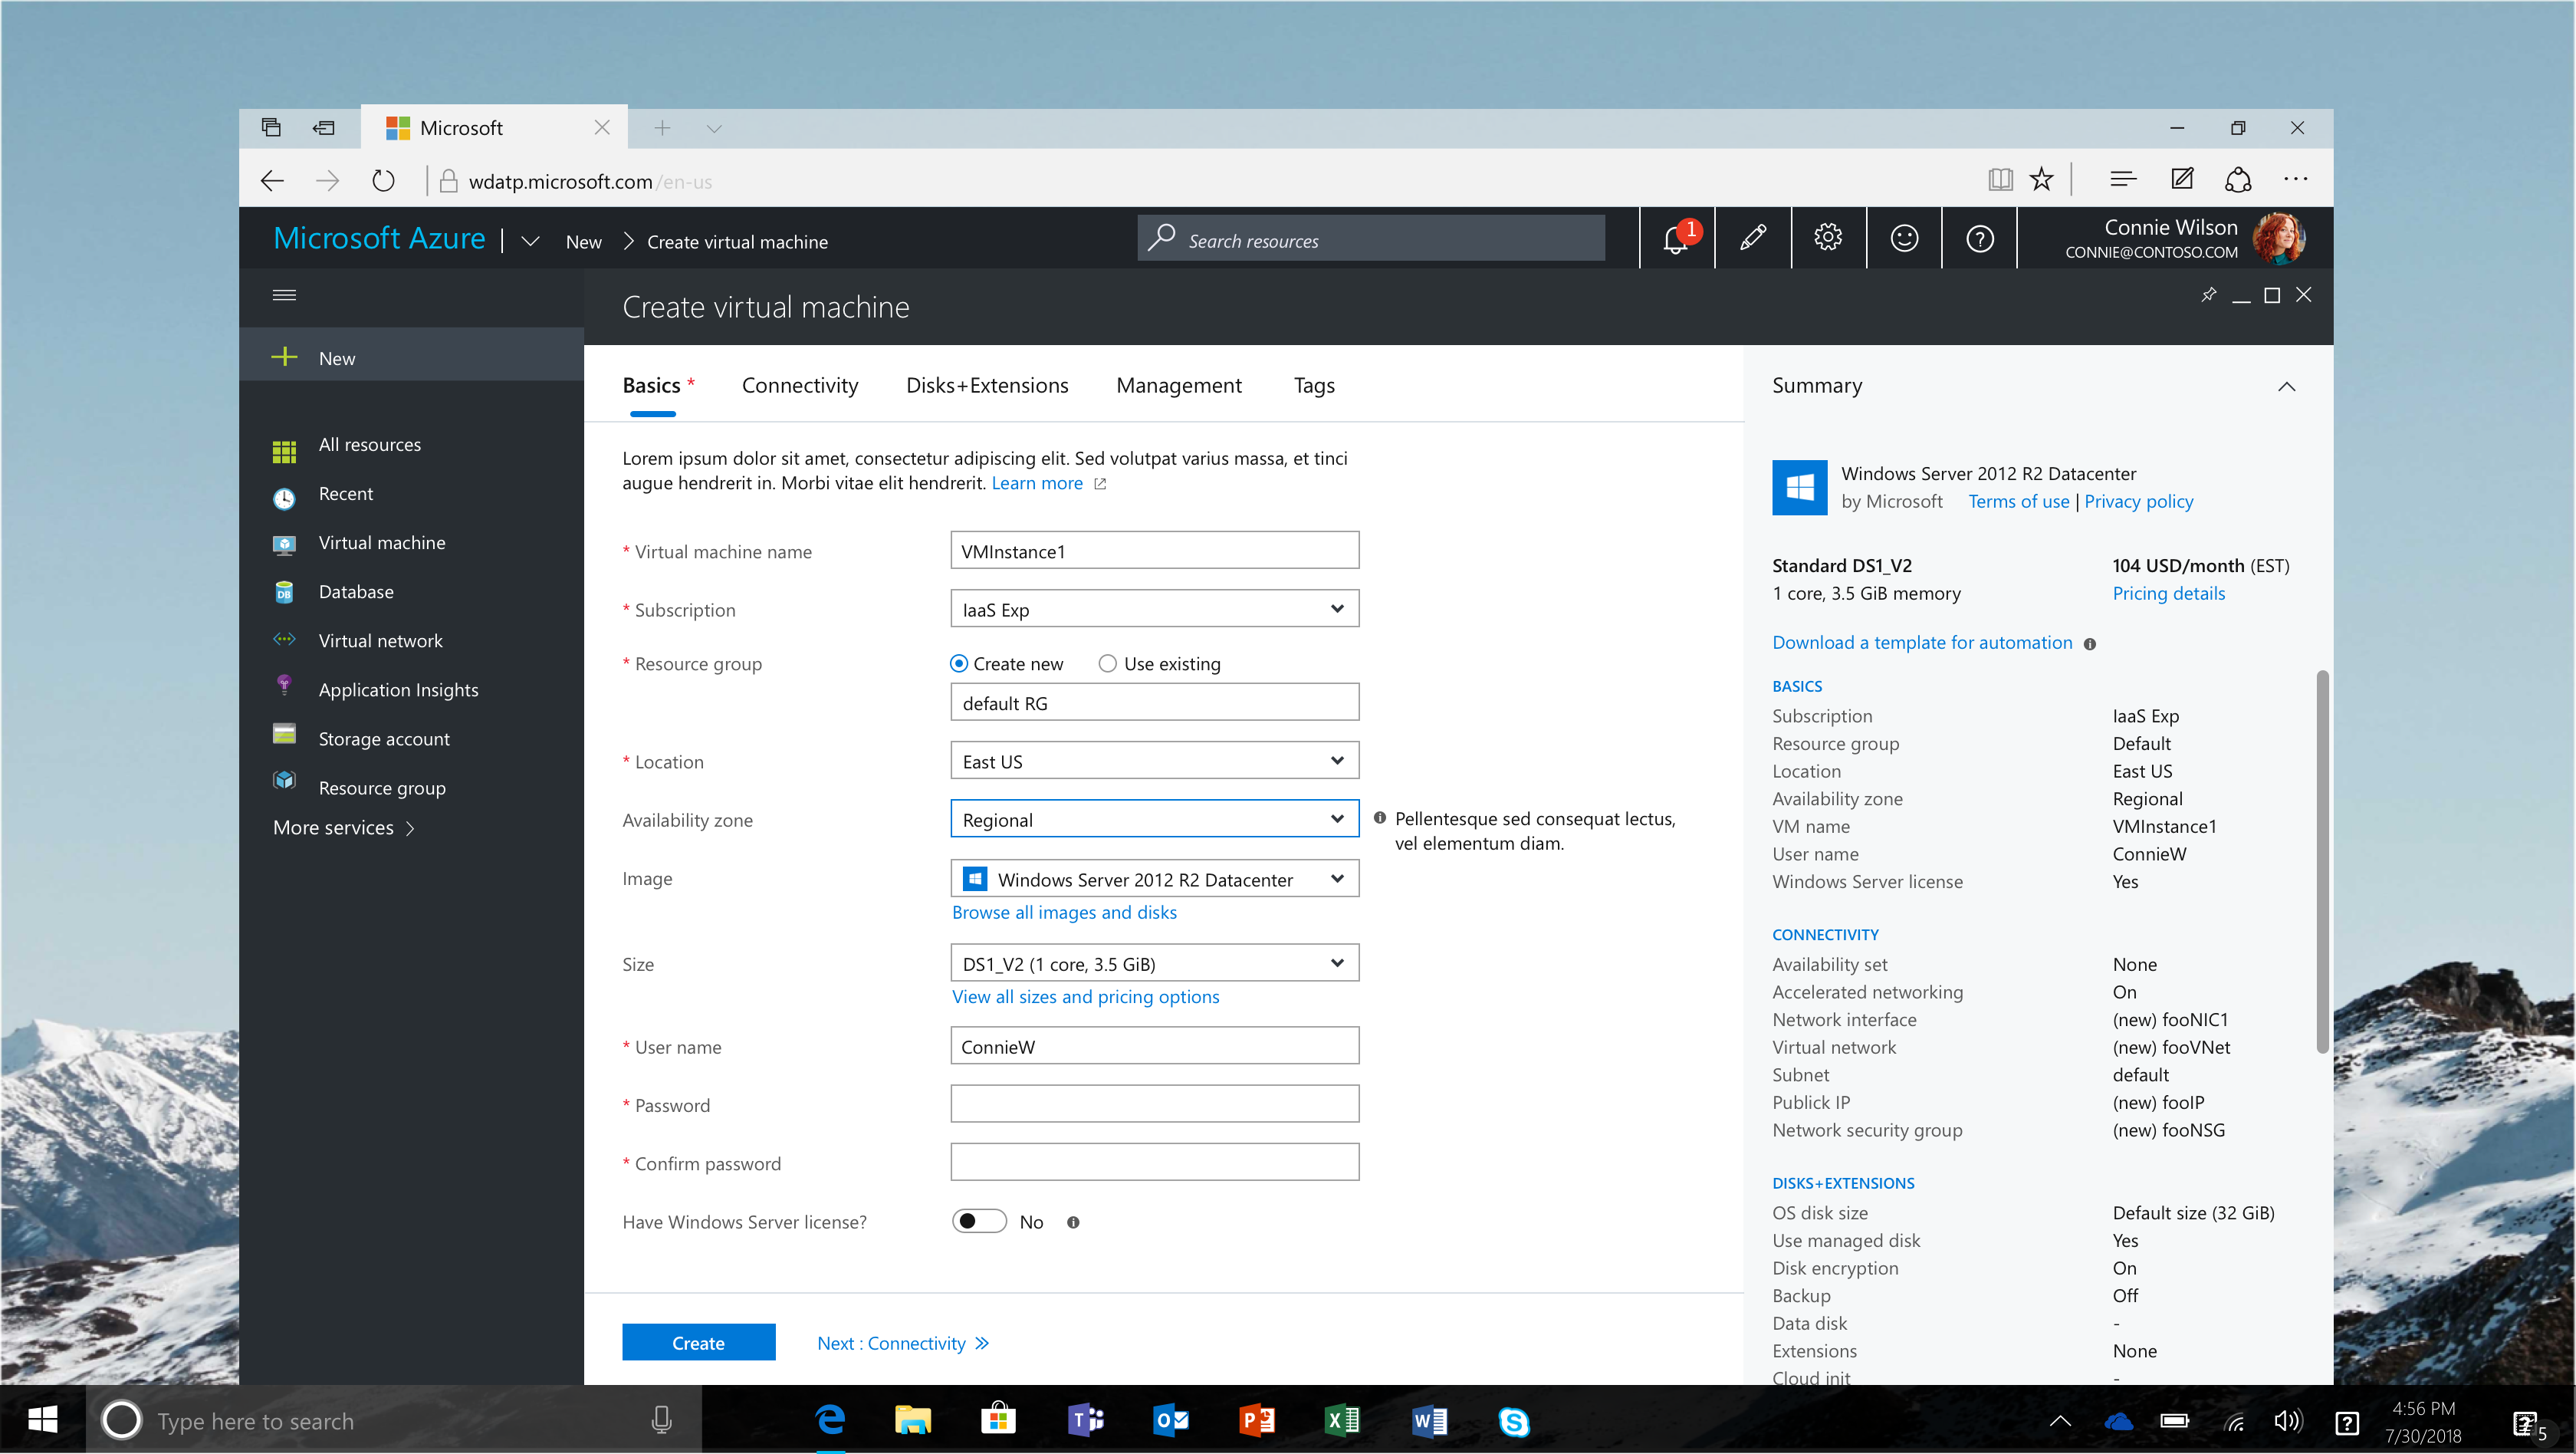 Microsoft
wdatp.microsoft.com/en-us
Microsoft Azure
New
Create virtual machine
Search resources
1
Connie Wilson
CONNIE@CONTOSO.COM
Create virtual machine
New
All resources
Recent
Virtual machine
DB
Database
Virtual network
Application Insights
Storage account
Resource group
More services
Basics *
Connectivity
Disks+Extensions
Management
Tags
Lorem ipsum dolor sit amet, consectetur adipiscing elit. Sed volutpat varius massa, et tinci
augue hendrerit in. Morbi vitae elit hendrerit. Learn more
* Virtual machine name
VMInstance1
* Subscription
IaaS Exp
* Resource group
Create new
Use existing
default RG
* Location
East US
Availability zone
Regional
Pellentesque sed consequat lectus,
vel elementum diam.
Image
Windows Server 2012 R2 Datacenter
Browse all images and disks
Size
DS1_V2 (1 core, 3.5 GiB)
View all sizes and pricing options
* User name
ConnieW
* Password
* Confirm password
Have Windows Server license?
No
Create
Next : Connectivity
Summary
Windows Server 2012 R2 Datacenter
by Microsoft Terms of use | Privacy policy
Standard DS1_V2
104 USD/month (EST)
1 core, 3.5 GiB memory
Pricing details
Download a template for automation
BASICS
Subscription IaaS Exp
Resource group Default
Location East US
Availability zone Regional
VM name VMInstance1
User name ConnieW
Windows Server license Yes
CONNECTIVITY
Availability set None
Accelerated networking On
Network interface (new) fooNIC1
Virtual network (new) fooVNet
Subnet default
Publick IP (new) fooIP
Network security group (new) fooNSG
DISKS+EXTENSIONS
OS disk size Default size (32 GiB)
Use managed disk Yes
Disk encryption On
Backup Off
Data disk -
Extensions None
Cloud init -
Type here to search
4:56 PM
7/30/2018
5